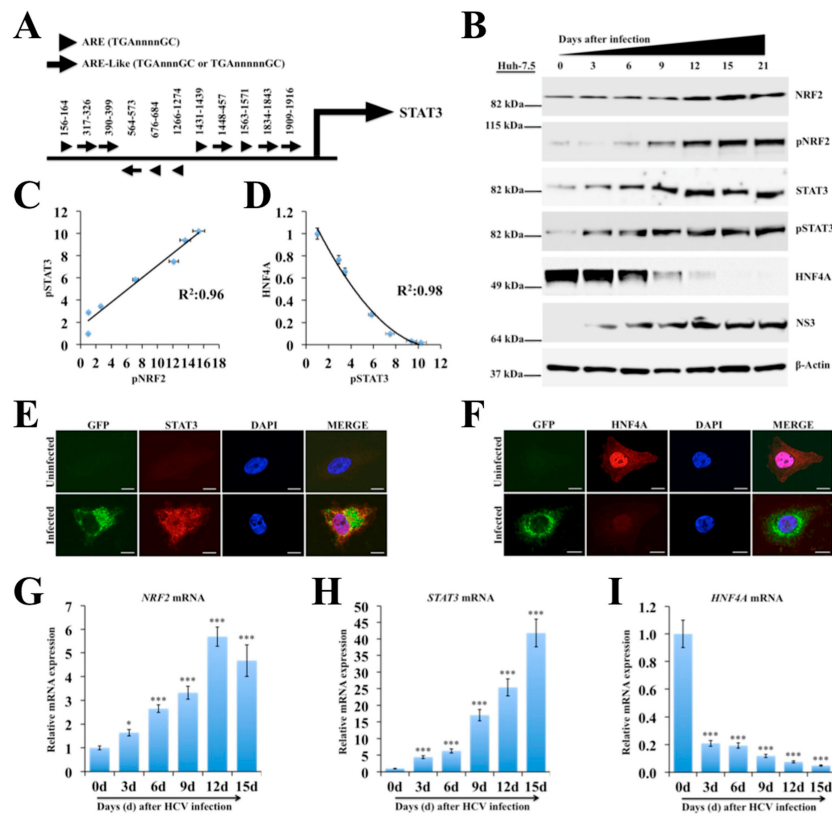 A
ARE (TGAnnnnGC)
ARE-Like (TGAnnnGC or TGAnnnnnGC)
156-164
317-326
390-399
564-573
676-684
1266-1274
1431-1439
1448-457
1563-1571
1834-1843
1909-1916
STAT3
B
Days after infection
Huh-7.5
0 3 6 9 12 15 21
NRF2
82 kDa
115 kDa
pNRF2
STAT3
82 kDa
pSTAT3
82 kDa
HNF4A
49 kDa
NS3
64 kDa
37 kDa
β-Actin
C
pSTAT3
12
10
8
6
4
2
0
R²:0.96
0 2 4 6 8 10 12 14 16 18
pNRF2
D
HNF4A
1.2
1
0.8
0.6
0.4
0.2
0
R²:0.98
0 2 4 6 8 10 12
pSTAT3
E
GFP STAT3 DAPI MERGE
Uninfected
Infected
F
GFP HNF4A DAPI MERGE
Uninfected
Infected
G
NRF2 mRNA
Relative mRNA expression
7
6
5
4
3
2
1
0
* *** *** *** ***
0d 3d 6d 9d 12d 15d
Days (d) after HCV infection
H
STAT3 mRNA
Relative mRNA expression
50
45
40
35
30
25
20
15
10
5
0
*** *** *** *** ***
0d 3d 6d 9d 12d 15d
Days (d) after HCV infection
I
HNF4A mRNA
Relative mRNA expression
1.2
1.0
0.8
0.6
0.4
0.2
0.0
*** *** *** *** ***
0d 3d 6d 9d 12d 15d
Days (d) after HCV infection